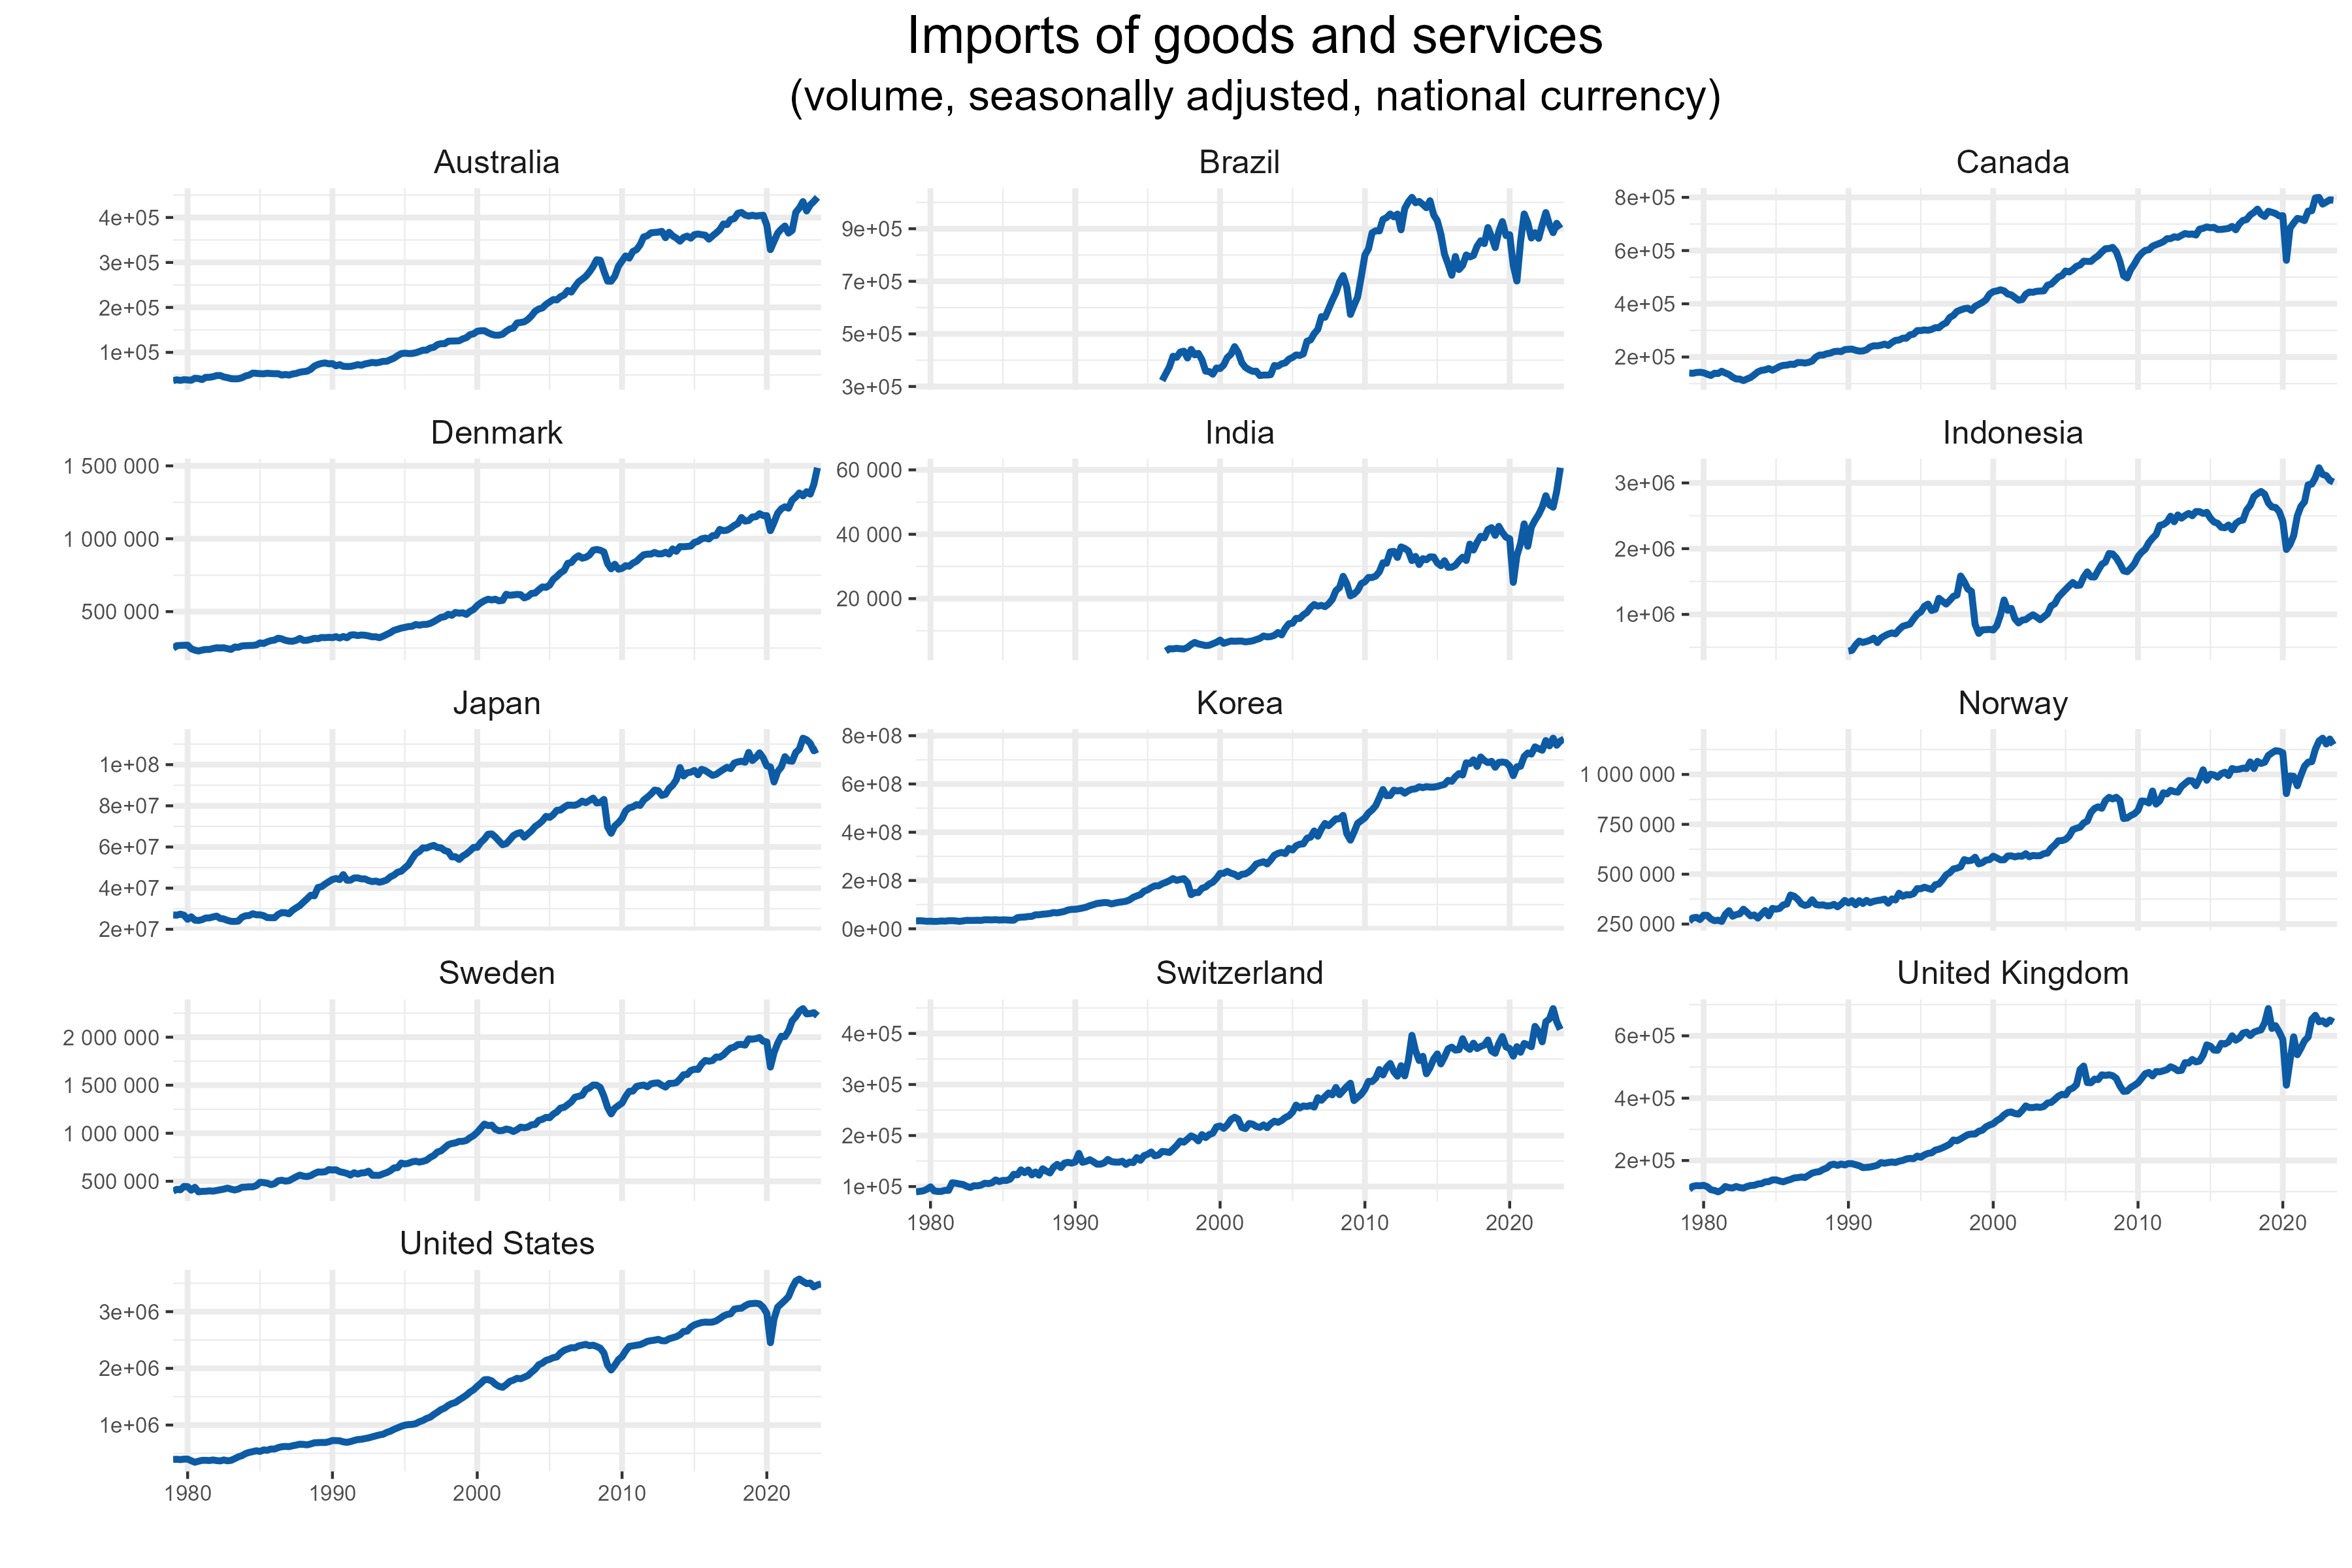 Imports of goods and services
(volume, seasonally adjusted, national currency)
Australia
4e+05
3e+05
2e+05
1e+05
Brazil
9e+05
7e+05
5e+05
3e+05
Canada
8e+05
6e+05
4e+05
2e+05
Denmark
1 500 000
1 000 000
500 000
India
60 000
40 000
20 000
Indonesia
3e+06
2e+06
1e+06
Japan
1e+08
8e+07
6e+07
4e+07
2e+07
Korea
8e+08
6e+08
4e+08
2e+08
0e+00
Norway
1 000 000
750 000
500 000
250 000
Sweden
2 000 000
1 500 000
1 000 000
500 000
Switzerland
4e+05
3e+05
2e+05
1e+05
1980 1990 2000 2010 2020
United Kingdom
6e+05
4e+05
2e+05
1980 1990 2000 2010 2020
United States
3e+06
2e+06
1e+06
1980 1990 2000 2010 2020